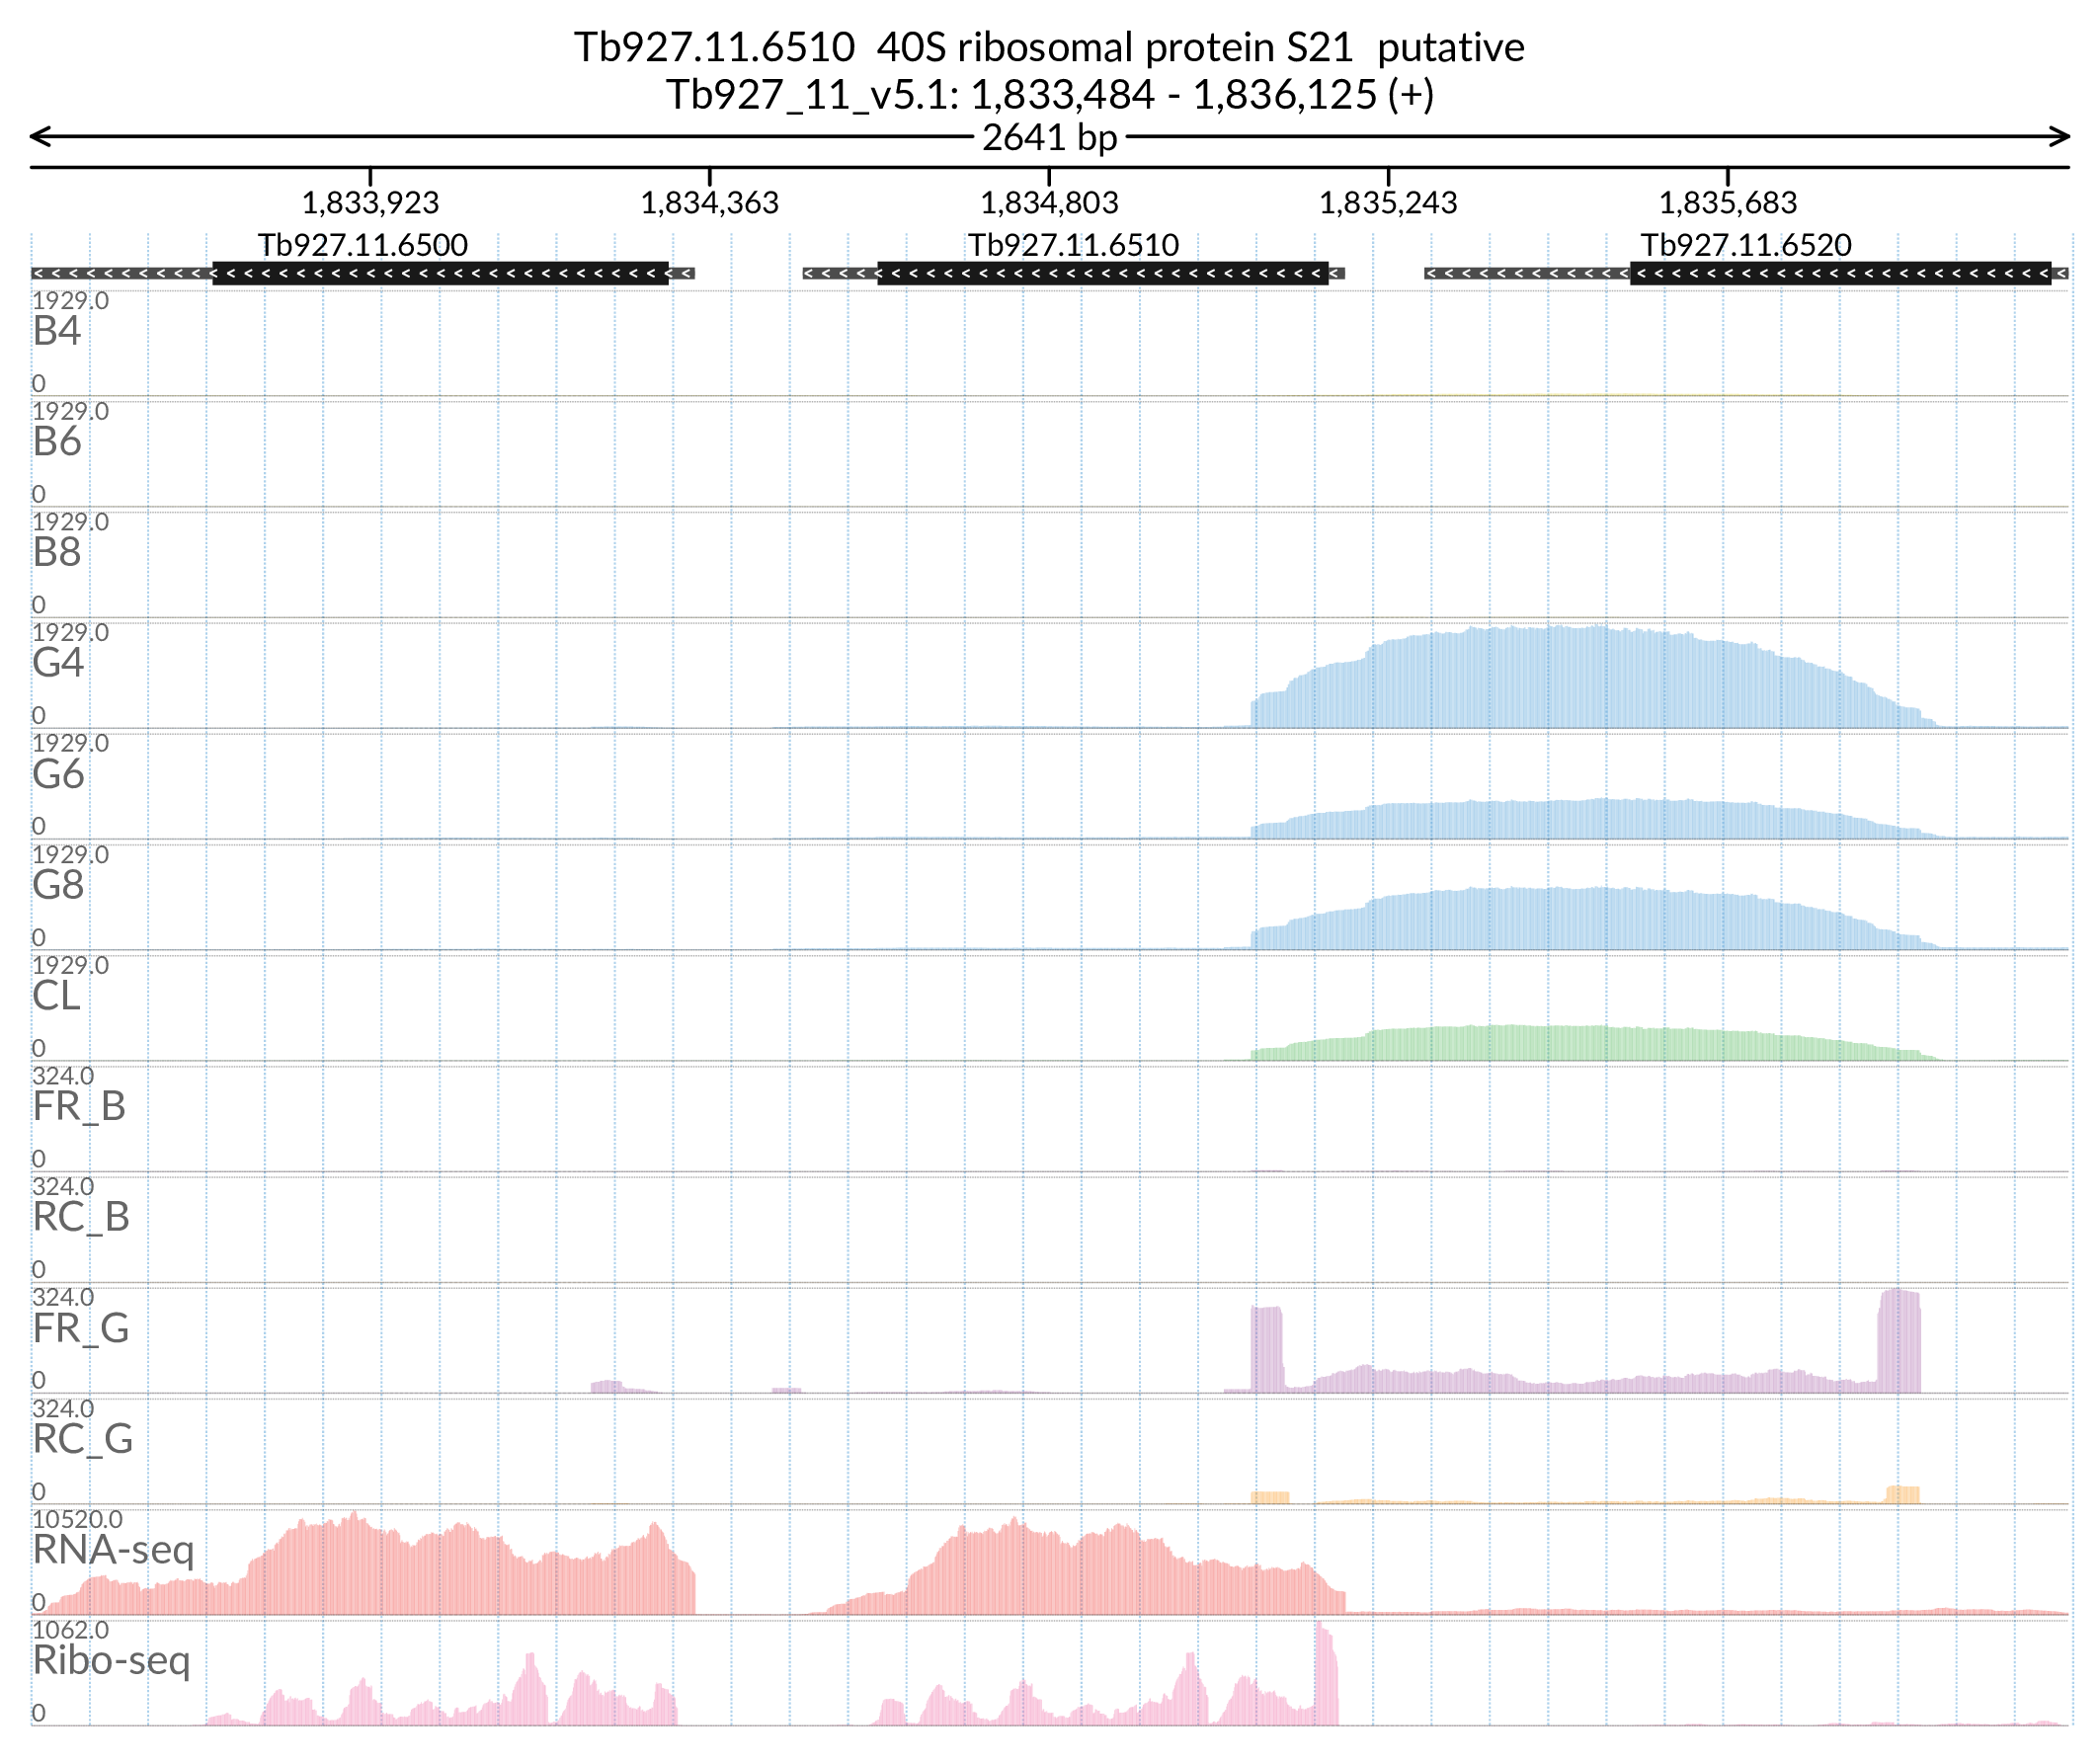 Tb927.11.6510 40S ribosomal protein S21 putative
Tb927_11_v5.1: 1,833,484 - 1,836,125 (+)
2641 bp
1,833,923 1,834,363 1,834,803 1,835,243 1,835,683
Tb927.11.6500 Tb927.11.6510 Tb927.11.6520
1929.0
B4
0
1929.0
B6
0
1929.0
B8
0
1929.0
G4
0
1929.0
G6
0
1929.0
G8
0
1929.0
CL
0
324.0
FR_B
0
324.0
RC_B
0
324.0
FR_G
0
324.0
RC_G
0
10520.0
RNA-seq
0
1062.0
Ribo-seq
0